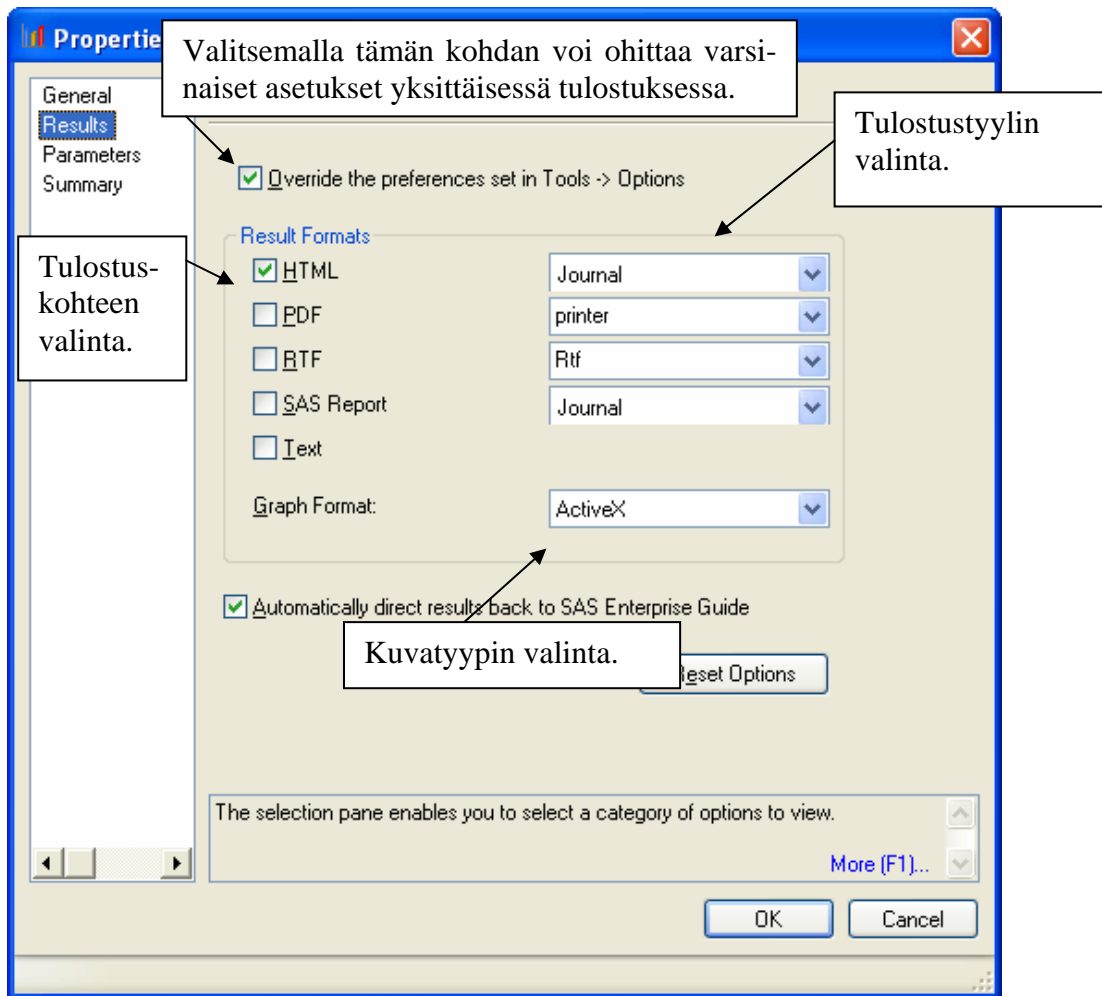 Propertie
Valitsemalla tämän kohdan voi ohittaa varsi-
naiset asetukset yksittäisessä tulostuksessa.
General
Results
Parameters
Summary
Tulostustyylin
valinta.
Override the preferences set in Tools -> Options
Tulostus-
kohteen
valinta.
Result Formats
HTML Journal
PDF printer
RTF Rtf
SAS Report Journal
Text
Graph Format: ActiveX
Automatically direct results back to SAS Enterprise Guide
Kuvatyypin valinta.
Reset Options
The selection pane enables you to select a category of options to view.
More (F1)...
OK Cancel